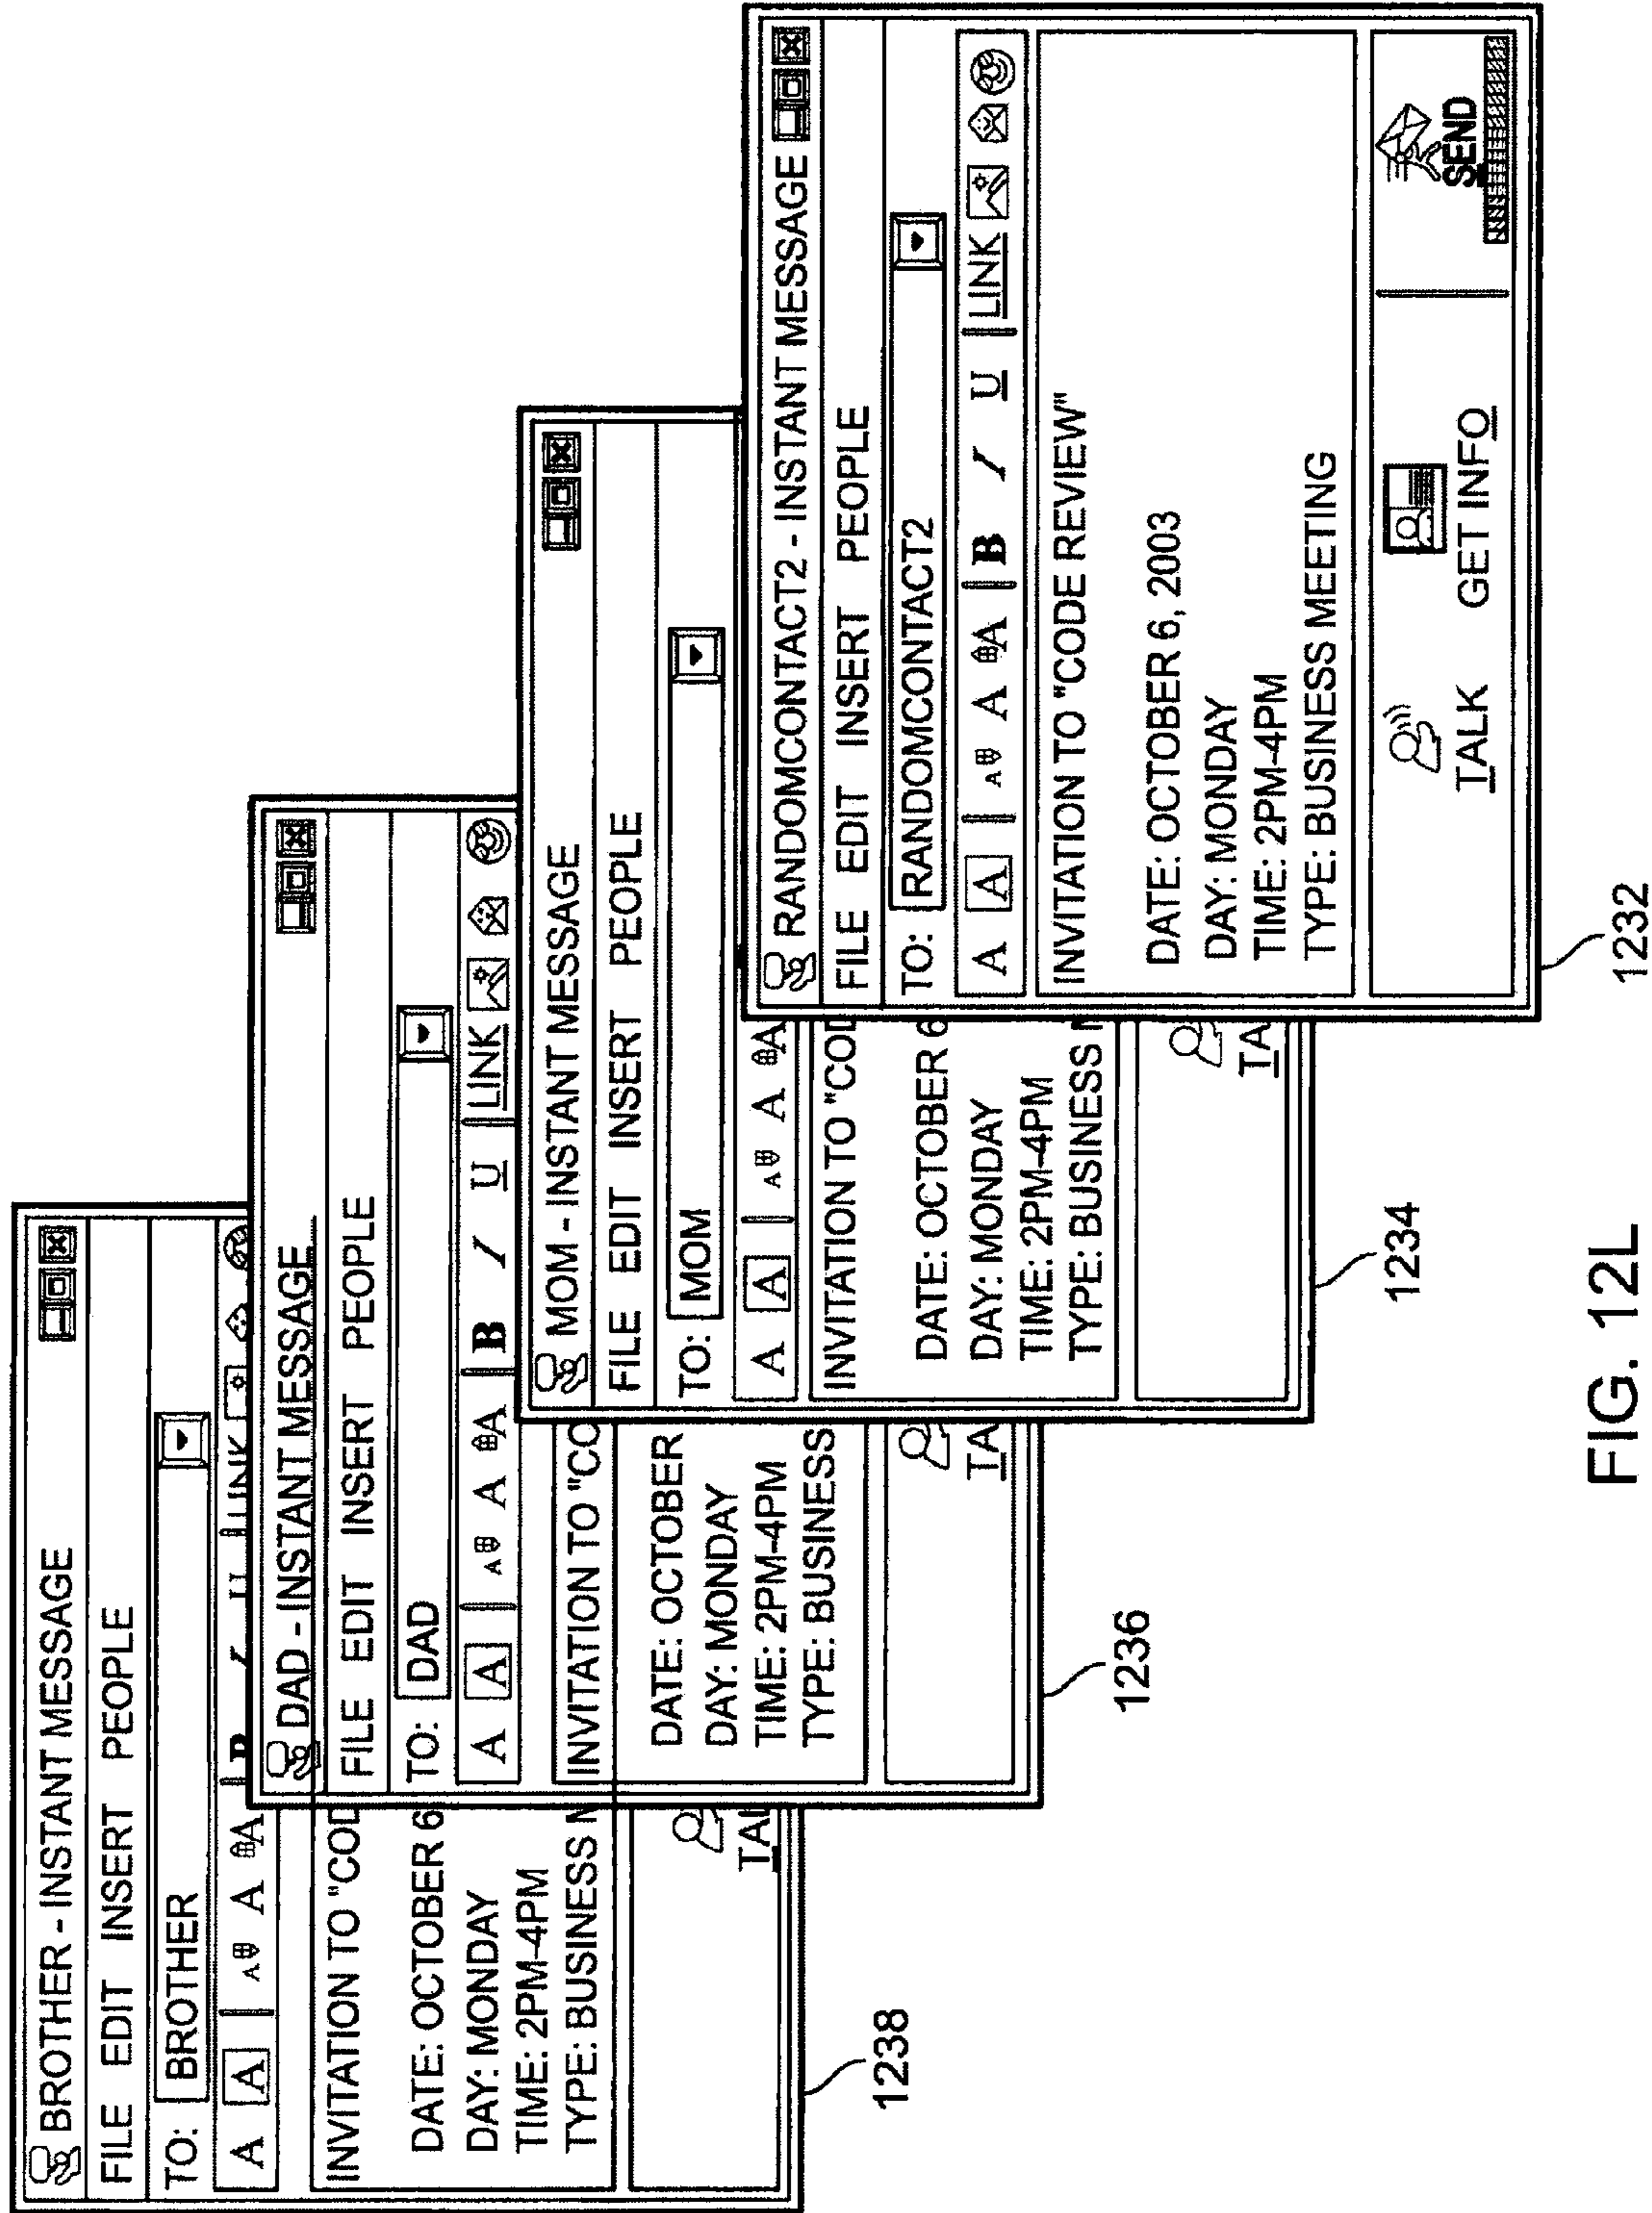 BROTHER - INSTANT MESSAGE
FILE EDIT INSERT PEOPLE
TO: BROTHER
A A A A A B I U LINK
INVITATION TO "COD
DATE: OCTOBER 6
DAY: MONDAY
TIME: 2PM-4PM
TYPE: BUSINESS M
TAL
1238
DAD - INSTANT MESSAGE
FILE EDIT INSERT PEOPLE
TO: DAD
A A A A A B I U LINK
INVITATION TO "CO
DATE: OCTOBER
DAY: MONDAY
TIME: 2PM-4PM
TYPE: BUSINESS
TA
1236
MOM - INSTANT MESSAGE
FILE EDIT INSERT PEOPLE
TO: MOM
A A A A A
INVITATION TO "COD
DATE: OCTOBER 6
DAY: MONDAY
TIME: 2PM-4PM
TYPE: BUSINESS M
TA
1234
RANDOMCONTACT2 - INSTANT MESSAGE
FILE EDIT INSERT PEOPLE
TO: RANDOMCONTACT2
A A A A A B I U LINK
INVITATION TO "CODE REVIEW"
DATE: OCTOBER 6, 2003
DAY: MONDAY
TIME: 2PM-4PM
TYPE: BUSINESS MEETING
TALK GET INFO SEND
1232
FIG. 12L